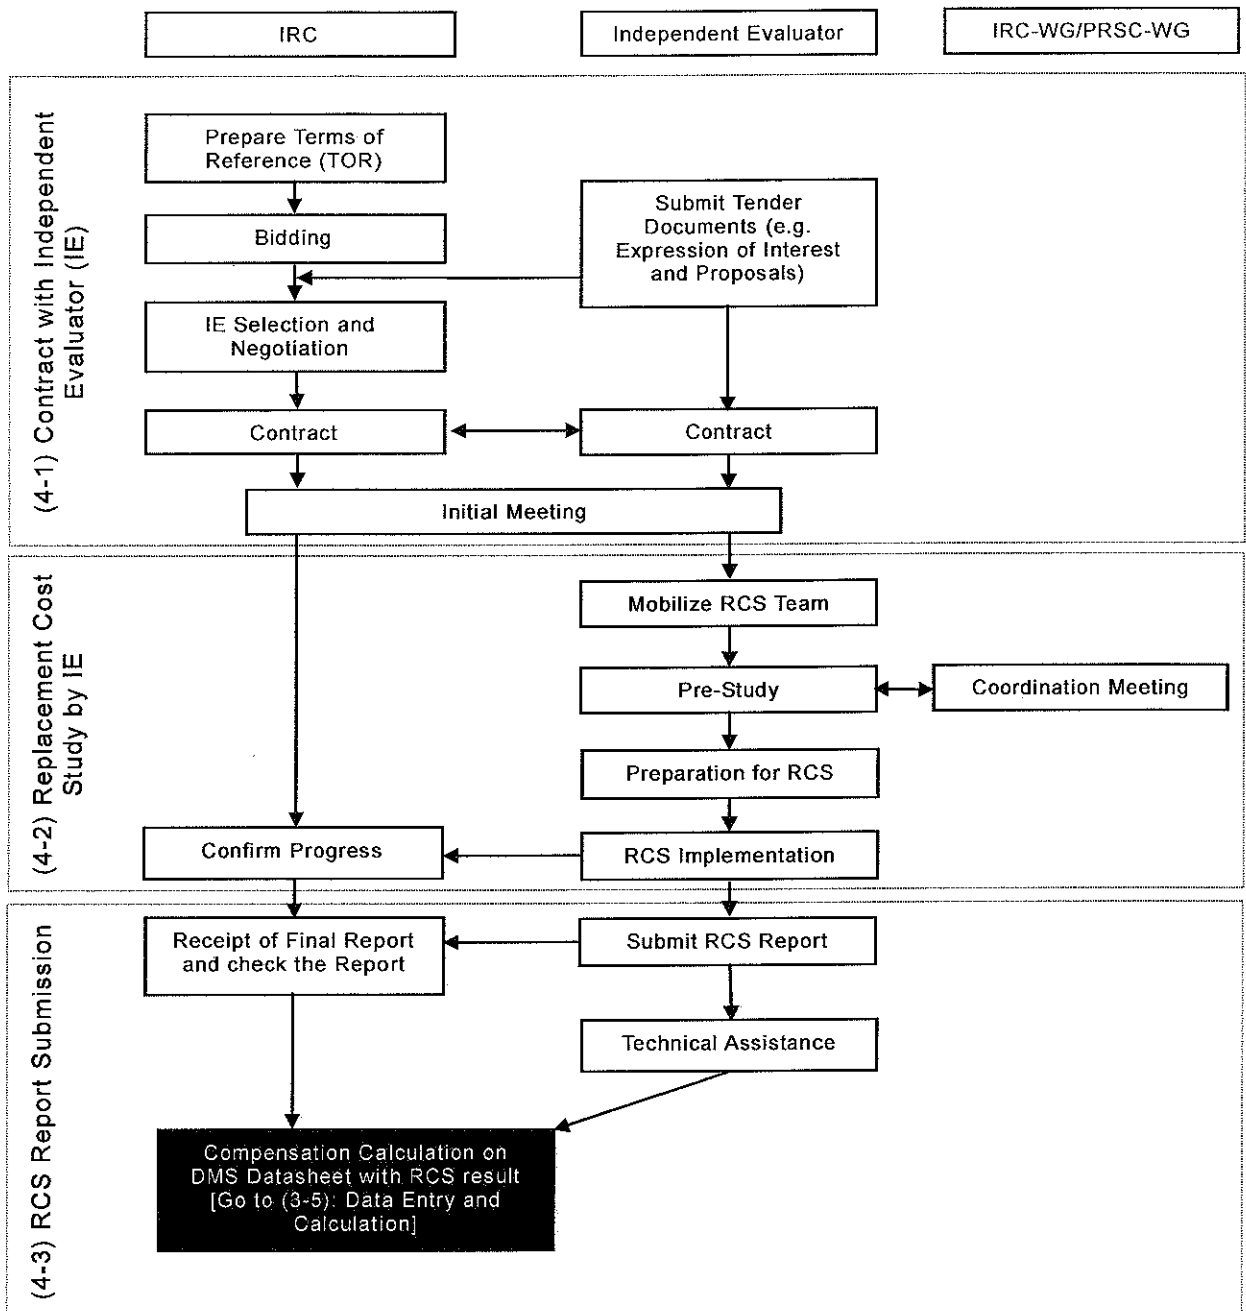 IRC
Independent Evaluator
IRC-WG/PRSC-WG
(4-1) Contract with Independent
Evaluator (IE)
Prepare Terms of
Reference (TOR)
Bidding
Submit Tender
Documents (e.g.
Expression of Interest
and Proposals)
IE Selection and
Negotiation
Contract
Contract
Initial Meeting
(4-2) Replacement Cost
Study by IE
Mobilize RCS Team
Pre-Study
Coordination Meeting
Preparation for RCS
Confirm Progress
RCS Implementation
(4-3) RCS Report Submission
Receipt of Final Report
and check the Report
Submit RCS Report
Technical Assistance
Compensation Calculation on
DMS Datasheet with RCS result
[Go to (3-5): Data Entry and
Calculation]